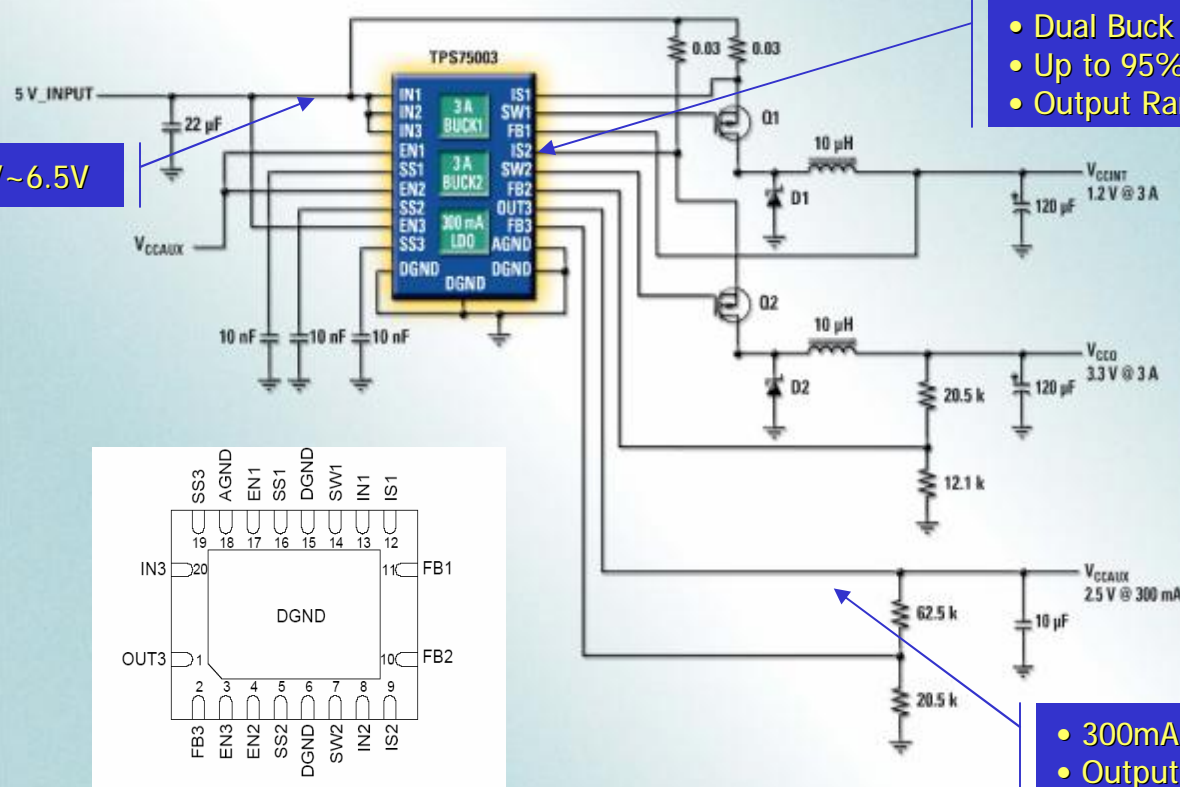 • Dual Buck
• Up to 95%
• Output Ra
TPS75003
0.03
0.03
5 V_INPUT
22 µF
~6.5V
IN1
IN2
IN3
EN1
SS1
EN2
SS2
EN3
SS3
DGND
3 A
BUCK1
3 A
BUCK2
300 mA
LDO
DGND
IS1
SW1
FB1
IS2
SW2
FB2
OUT3
FB3
AGND
DGND
V_CCAUX
10 nF
10 nF
10 nF
Q1
10 µH
D1
V_CCINT
1.2 V @ 3 A
120 µF
Q2
10 µH
D2
V_CCO
3.3 V @ 3 A
120 µF
20.5 k
12.1 k
V_CCAUX
2.5 V @ 300 mA
62.5 k
10 µF
20.5 k
SS3 AGND EN1 SS1 DGND SW1 IN1 IS1
19 18 17 16 15 14 13 12
IN3 20
11 FB1
DGND
OUT3 1
10 FB2
2 3 4 5 6 7 8 9
FB3 EN3 EN2 SS2 DGND SW2 IN2 IS2
• 300mA
• Output